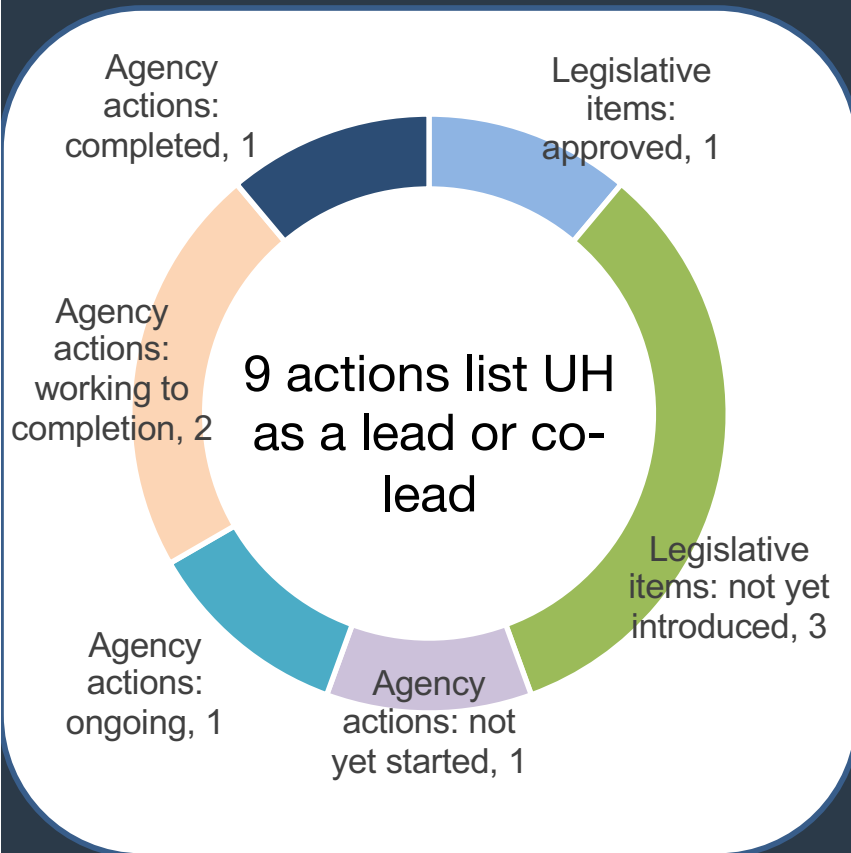 Agency
actions:
completed, 1
Legislative
items:
approved, 1
Agency
actions:
working to
completion, 2
9 actions list UH
as a lead or co-
lead
Legislative
items: not yet
introduced, 3
Agency
actions:
ongoing, 1
Agency
actions: not
yet started, 1